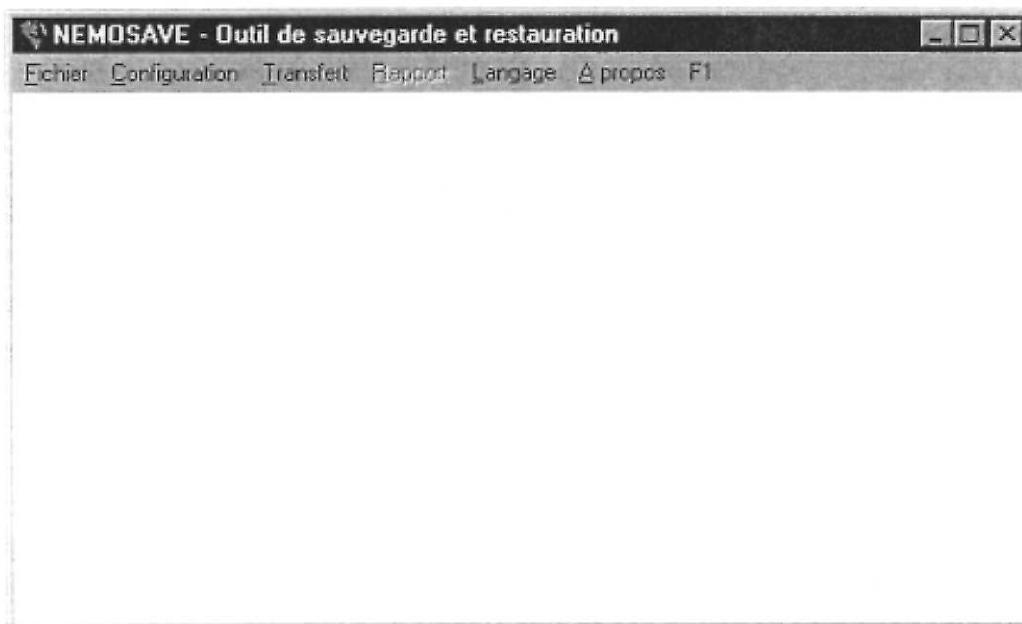 NEMOSAVE - Outil de sauvegarde et restauration
Fichier Configuration Transfert Rapport Langage A propos F1